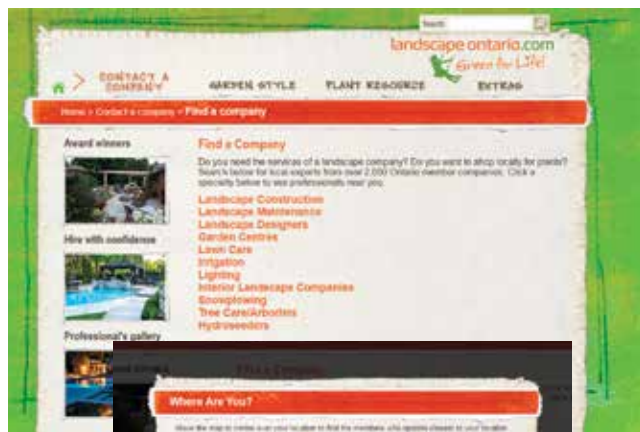 Search
landscape ontario.com
Green for Life!
CONTACT A
COMPANY
GARDEN STYLE
PLANT RESOURCE
EXTRAS
Home > Contact a company > Find a company
Award winners
Hire with confidence
Professional's gallery
Find a Company
Do you need the services of a landscape company? Do you want to shop locally for plants?
Search below for local experts from over 2,000 Ontario member companies. Click a
specialty below to see professionals near you.
Landscape Construction
Landscape Maintenance
Landscape Designers
Garden Centres
Lawn Care
Irrigation
Lighting
Interior Landscape Companies
Snowplowing
Tree Care/Arborists
Hydroseeders
Find a Company
Where Are You?